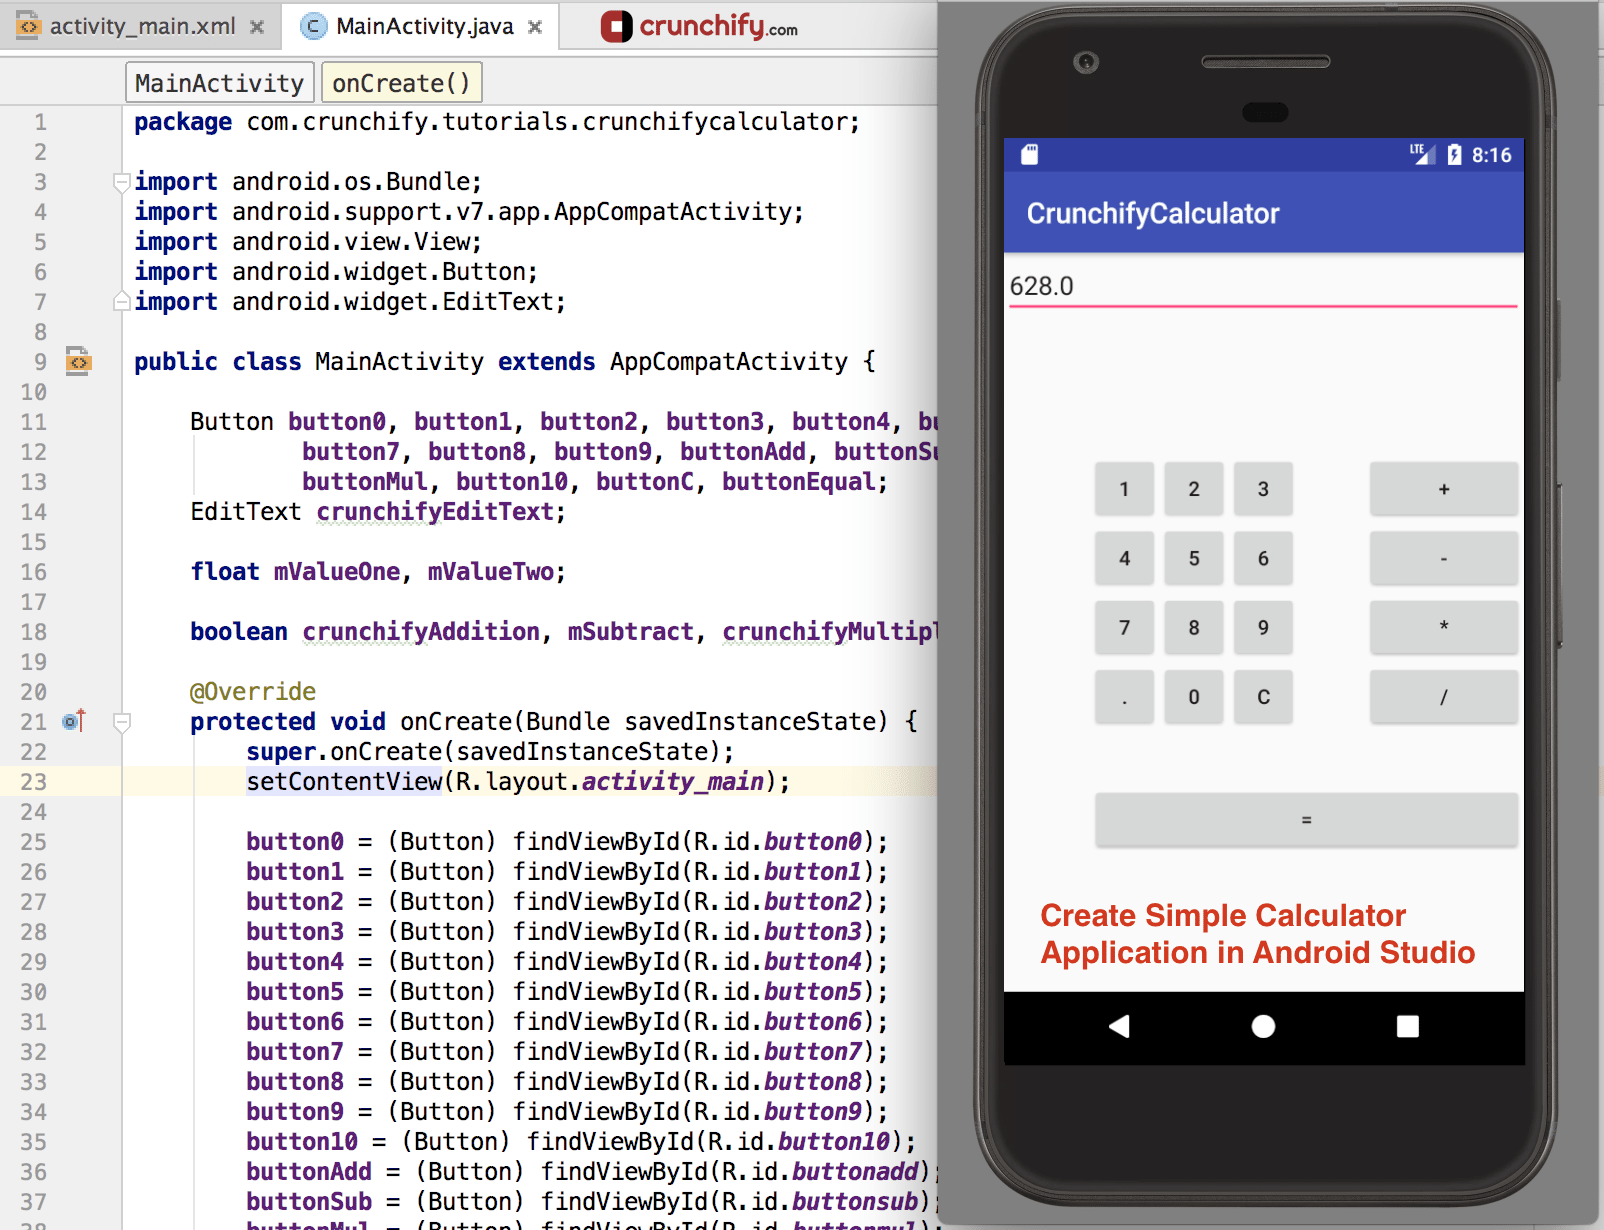 activity_main.xml
MainActivity.java
crunchify.com
MainActivity
onCreate()
1 package com.crunchify.tutorials.crunchifycalculator;
2
3 import android.os.Bundle;
4 import android.support.v7.app.AppCompatActivity;
5 import android.view.View;
6 import android.widget.Button;
7 import android.widget.EditText;
8
9 public class MainActivity extends AppCompatActivity {
10
11 Button button0, button1, button2, button3, button4,
12 button7, button8, button9, buttonAdd,
13 buttonMul, button10, buttonC, buttonEqual;
14 EditText crunchifyEditText;
15
16 float mValueOne, mValueTwo;
17
18 boolean crunchifyAddition, mSubtract,
19
20 @Override
21 protected void onCreate(Bundle savedInstanceState) {
22 super.onCreate(savedInstanceState);
23 setContentView(R.layout.activity_main);
24
25 button0 = (Button) findViewById(R.id.button0);
26 button1 = (Button) findViewById(R.id.button1);
27 button2 = (Button) findViewById(R.id.button2);
28 button3 = (Button) findViewById(R.id.button3);
29 button4 = (Button) findViewById(R.id.button4);
30 button5 = (Button) findViewById(R.id.button5);
31 button6 = (Button) findViewById(R.id.button6);
32 button7 = (Button) findViewById(R.id.button7);
33 button8 = (Button) findViewById(R.id.button8);
34 button9 = (Button) findViewById(R.id.button9);
35 button10 = (Button) findViewById(R.id.button10);
36 buttonAdd = (Button) findViewById(R.id.buttonadd);
37 buttonSub = (Button) findViewById(R.id.buttonsub);
LTE 8:16
CrunchifyCalculator
628.0
1 2 3 +
4 5 6 -
7 8 9 *
. 0 C /
=
Create Simple Calculator
Application in Android Studio